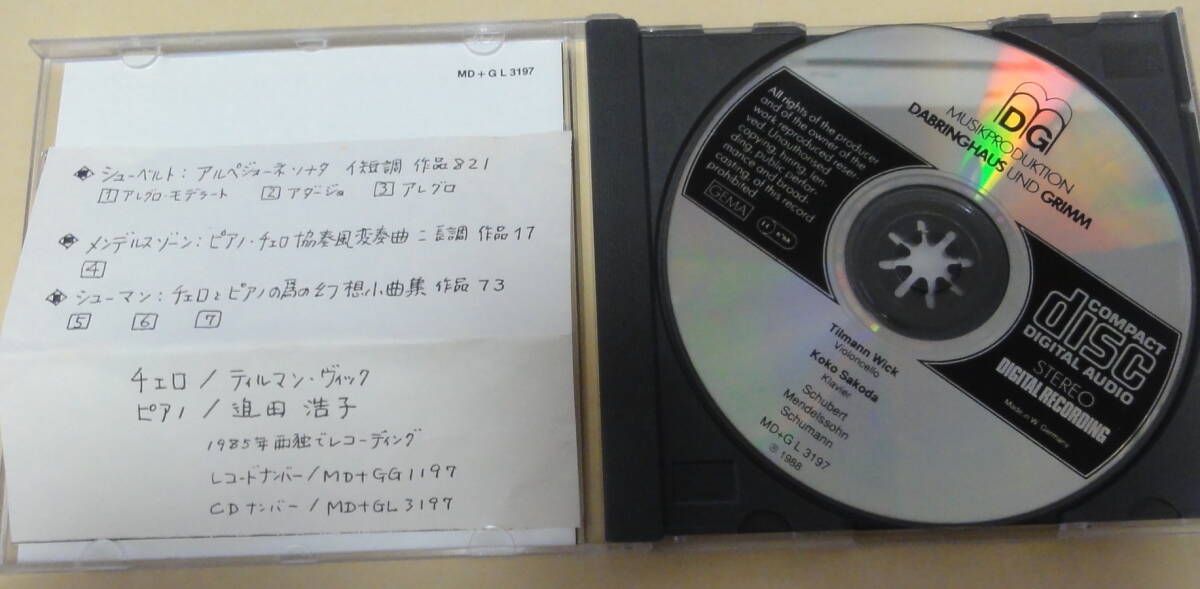 MD + G L 3197
シューベルト: アルペジョーネ・ソナタ イ短調 作品821
1 アレグロ・モデラート 2 アダージョ 3 アレグロ
メンデルスゾーン: ピアノ・チェロ協奏風変奏曲 ニ長調 作品17
4
シューマン: チェロとピアノの為の幻想小曲集 作品73
5 6 7
チェロ / ティルマン・ヴィック
ピアノ / 迫田 浩子
1985年西独でレコーディング
レコードナンバー / MD+GG1197
CDナンバー / MD+GL3197
All rights of the producer
and of the owner of the
work reproduced reser-
ved. Unauthorized
copying, hiring, len-
ding, public perfor-
mance and broad-
casting, of this record
prohibited
GEMA
DG
MUSIKPRODUKTION
DABRINGHAUS UND GRIMM
COMPACT
disc
DIGITAL AUDIO
STEREO
DIGITAL RECORDING
Made in W. Germany
Tilmann Wick
Violoncello
Koko Sakoda
Klavier
Schubert
Mendelssohn
Schumann
MD+G L 3197
℗ 1988